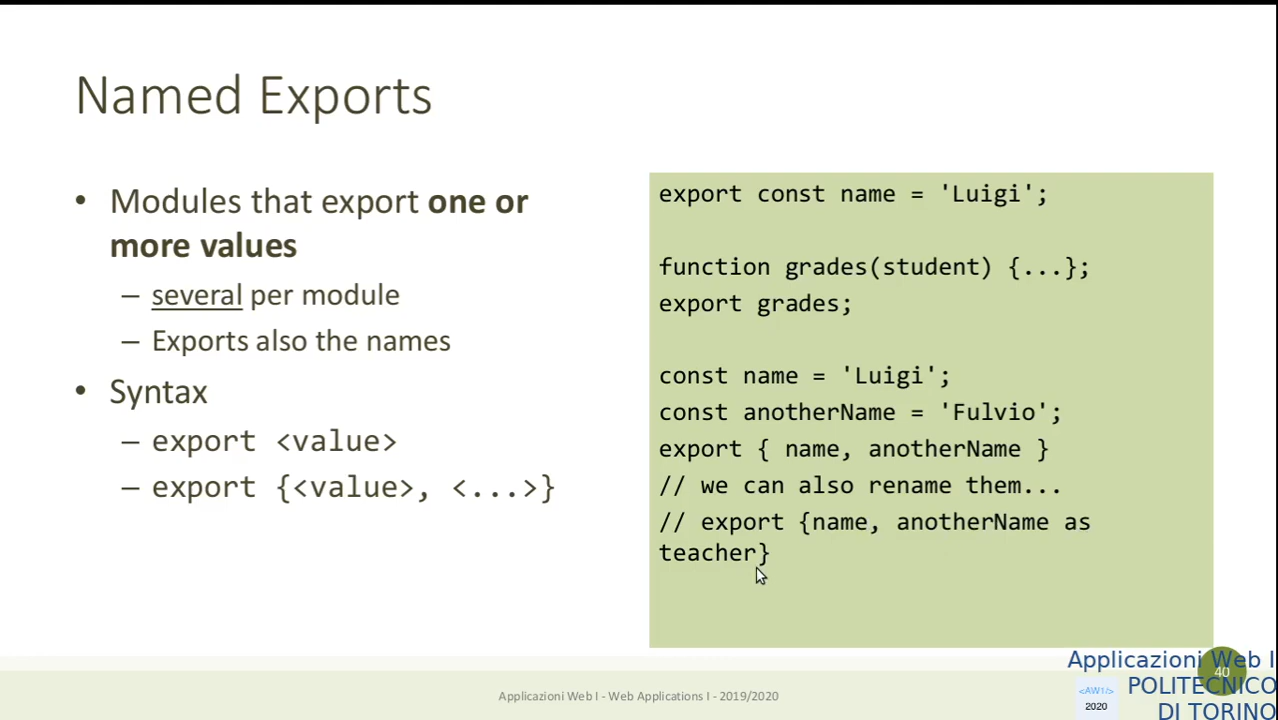 Named Exports
• Modules that export one or
more values
– several per module
– Exports also the names
• Syntax
– export <value>
– export {<value>, <...>}
export const name = 'Luigi';
function grades(student) {...};
export grades;
const name = 'Luigi';
const anotherName = 'Fulvio';
export { name, anotherName }
// we can also rename them...
// export {name, anotherName as
teacher}
Applicazioni Web I - Web Applications I - 2019/2020
40
Applicazioni Web I
POLITECNICO
DI TORINO
<AW1/>
2020